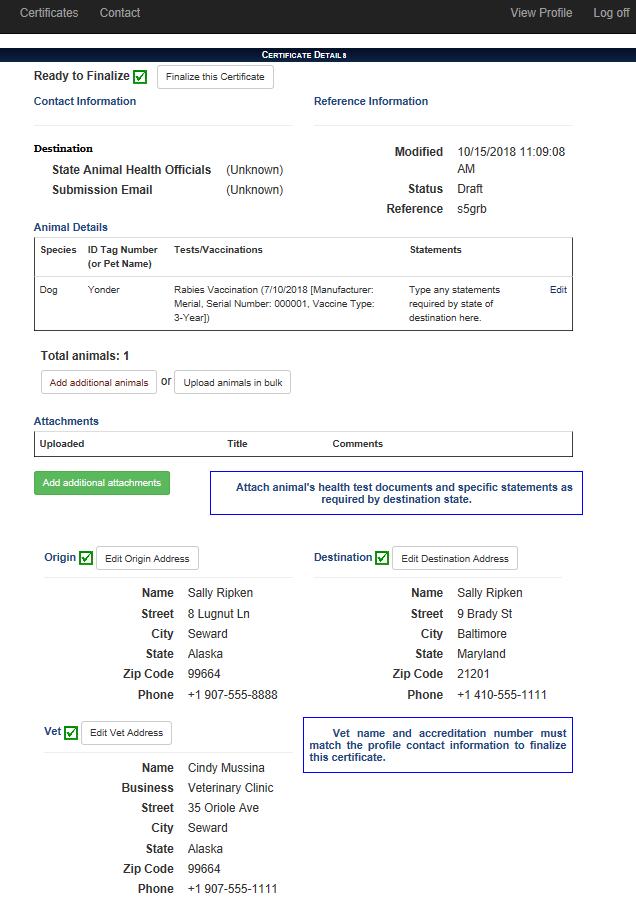 Certificates Contact View Profile Log off
CERTIFICATE DETAILS
Ready to Finalize Finalize this Certificate
Contact Information
Reference Information
Destination
State Animal Health Officials (Unknown)
Submission Email (Unknown)
Modified 10/15/2018 11:09:08
AM
Status Draft
Reference s5grb
Animal Details
Species ID Tag Number Tests/Vaccinations Statements
(or Pet Name)
Dog Yonder Rabies Vaccination (7/10/2018 [Manufacturer: Type any statements Edit
Merial, Serial Number: 000001, Vaccine Type: required by state of
3-Year]) destination here.
Total animals: 1
Add additional animals or Upload animals in bulk
Attachments
Uploaded Title Comments
Add additional attachments
Attach animal's health test documents and specific statements as
required by destination state.
Origin Edit Origin Address
Name Sally Ripken
Street 8 Lugnut Ln
City Seward
State Alaska
Zip Code 99664
Phone +1 907-555-8888
Destination Edit Destination Address
Name Sally Ripken
Street 9 Brady St
City Baltimore
State Maryland
Zip Code 21201
Phone +1 410-555-1111
Vet Edit Vet Address
Name Cindy Mussina
Business Veterinary Clinic
Street 35 Oriole Ave
City Seward
State Alaska
Zip Code 99664
Phone +1 907-555-1111
Vet name and accreditation number must
match the profile contact information to finalize
this certificate.